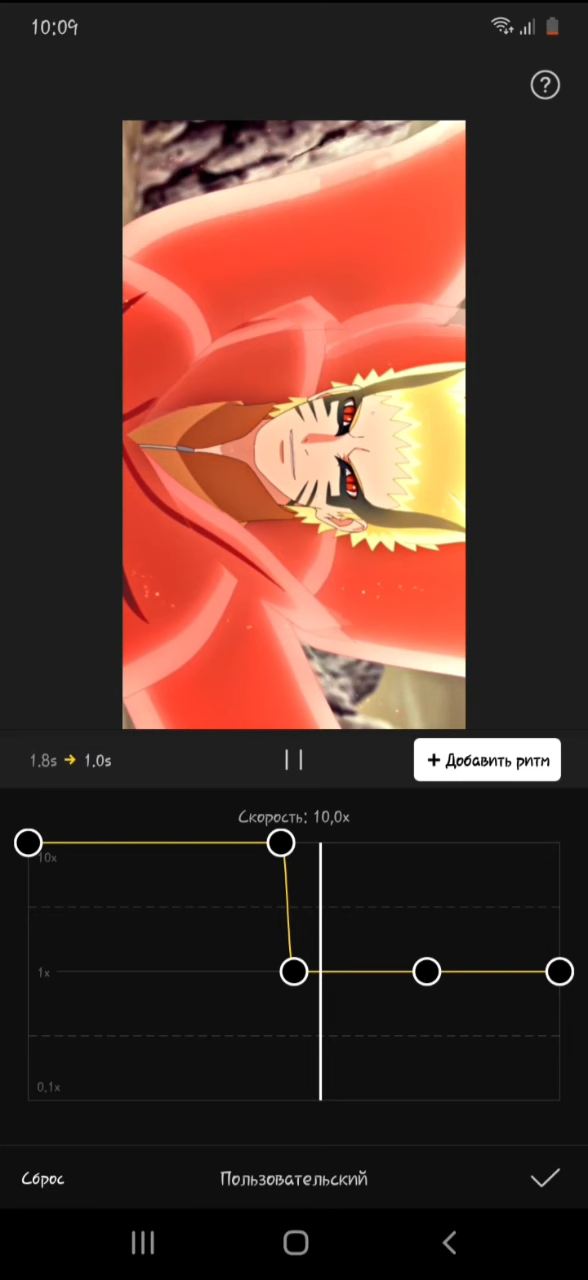 10:09
1.8s → 1.0s
+ Добавить ритм
Скорость: 10,0x
10x
1x
0,1x
Сброс
Пользовательский